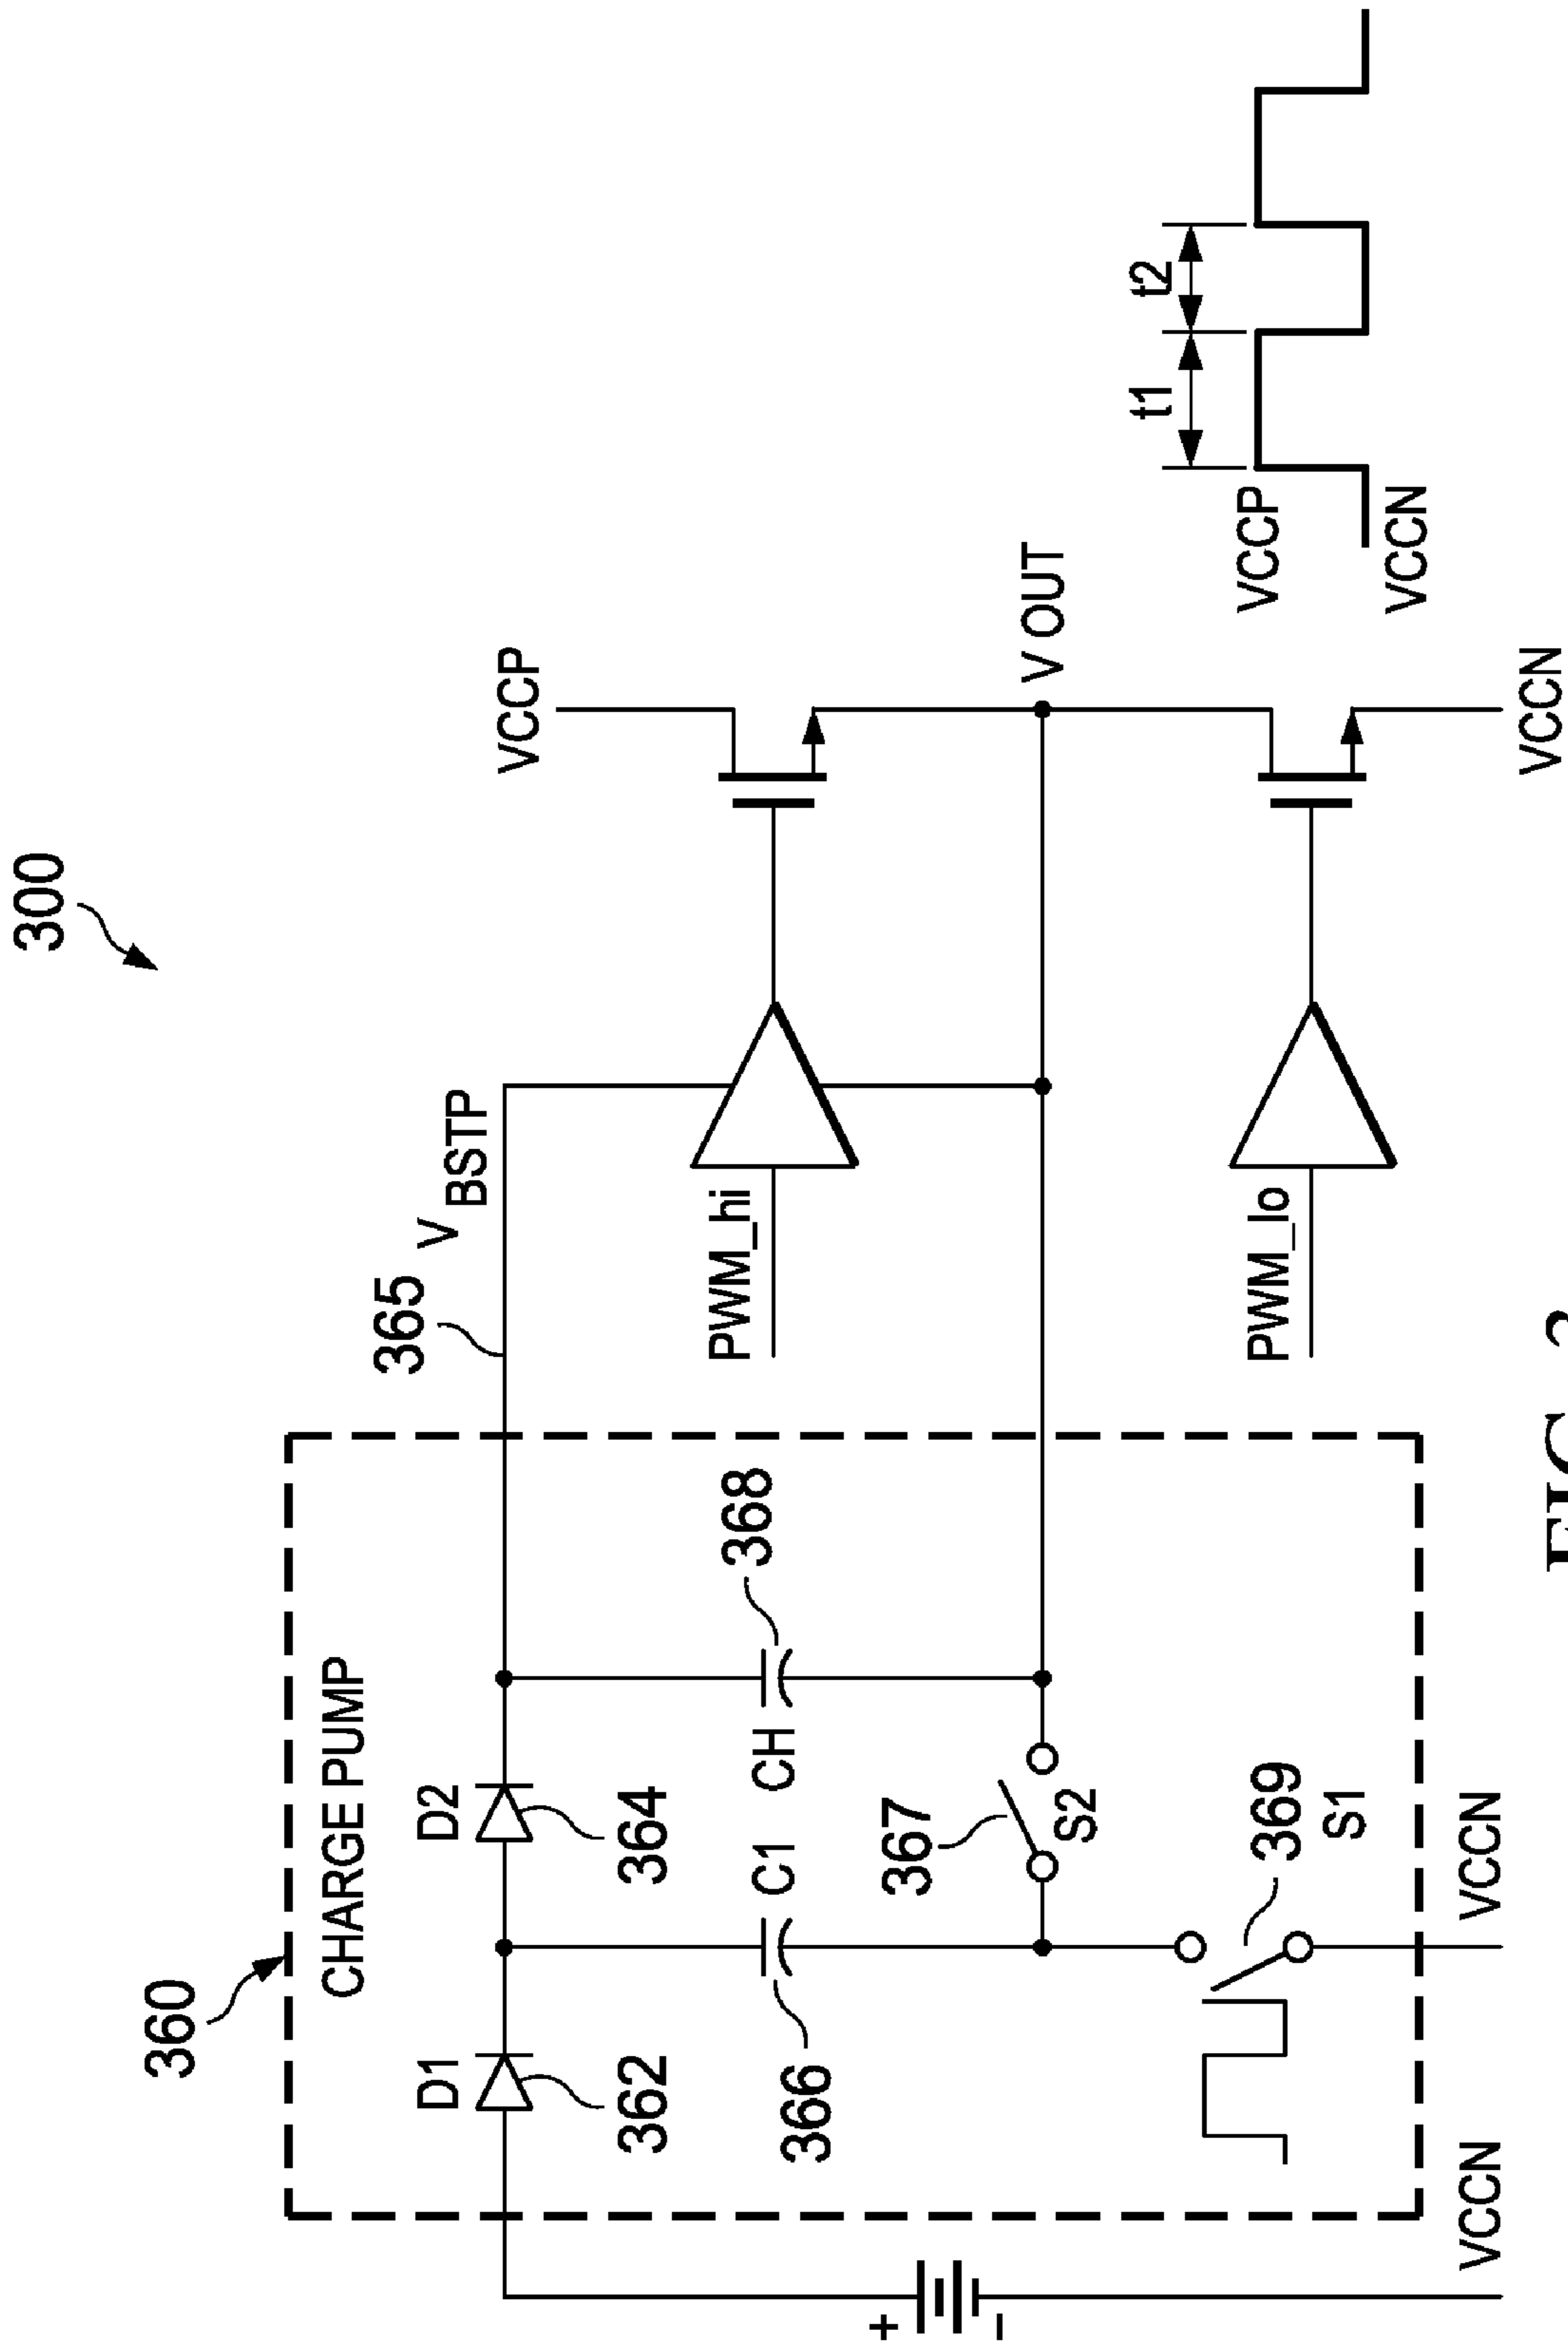 300
360
CHARGE PUMP
D1
362
D2
364
365
V BSTP
C1
366
CH
368
367
S2
369
S1
PWM_hi
PWM_lo
VCCP
V OUT
VCCN
VCCN
VCCN
+
−
VCCP
VCCN
t1
t2